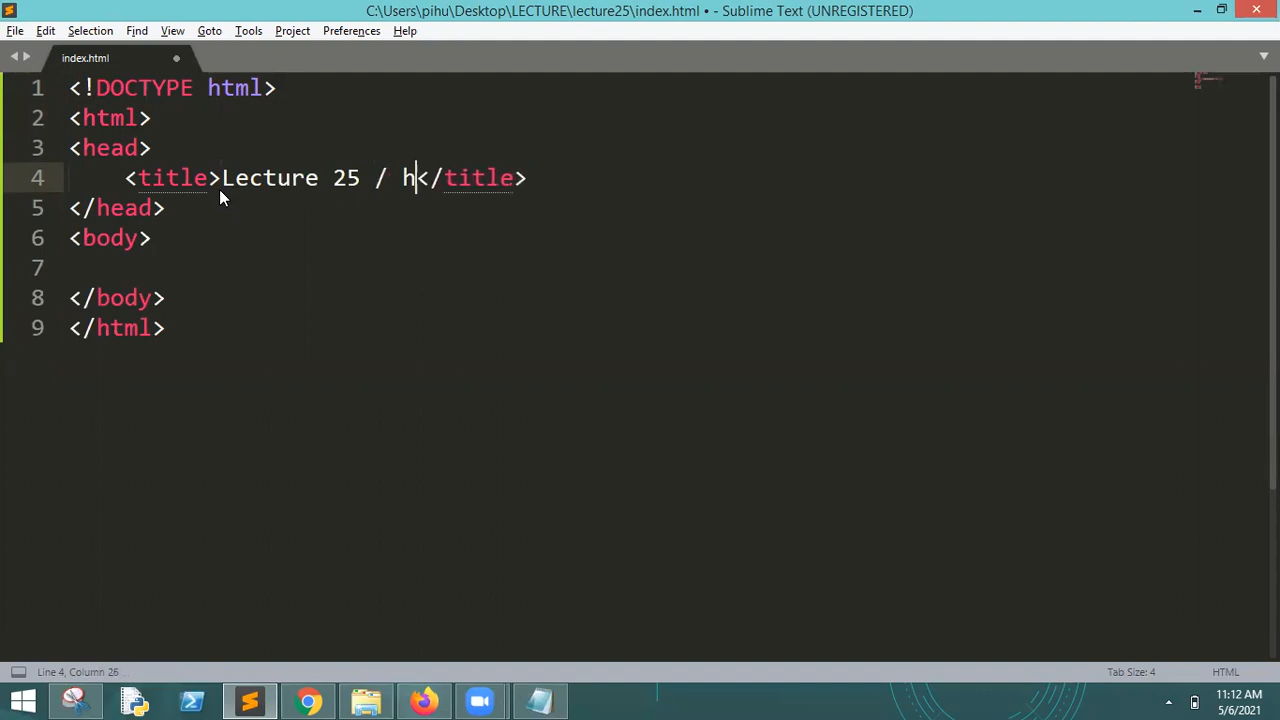 C:\Users\pihu\Desktop\LECTURE\lecture25\index.html • - Sublime Text (UNREGISTERED)
File Edit Selection Find View Goto Tools Project Preferences Help
index.html
1 <!DOCTYPE html>
2 <html>
3 <head>
4 <title>Lecture 25 / h</title>
5 </head>
6 <body>
7
8 </body>
9 </html>
Line 4, Column 26 Tab Size: 4 HTML
11:12 AM
5/6/2021